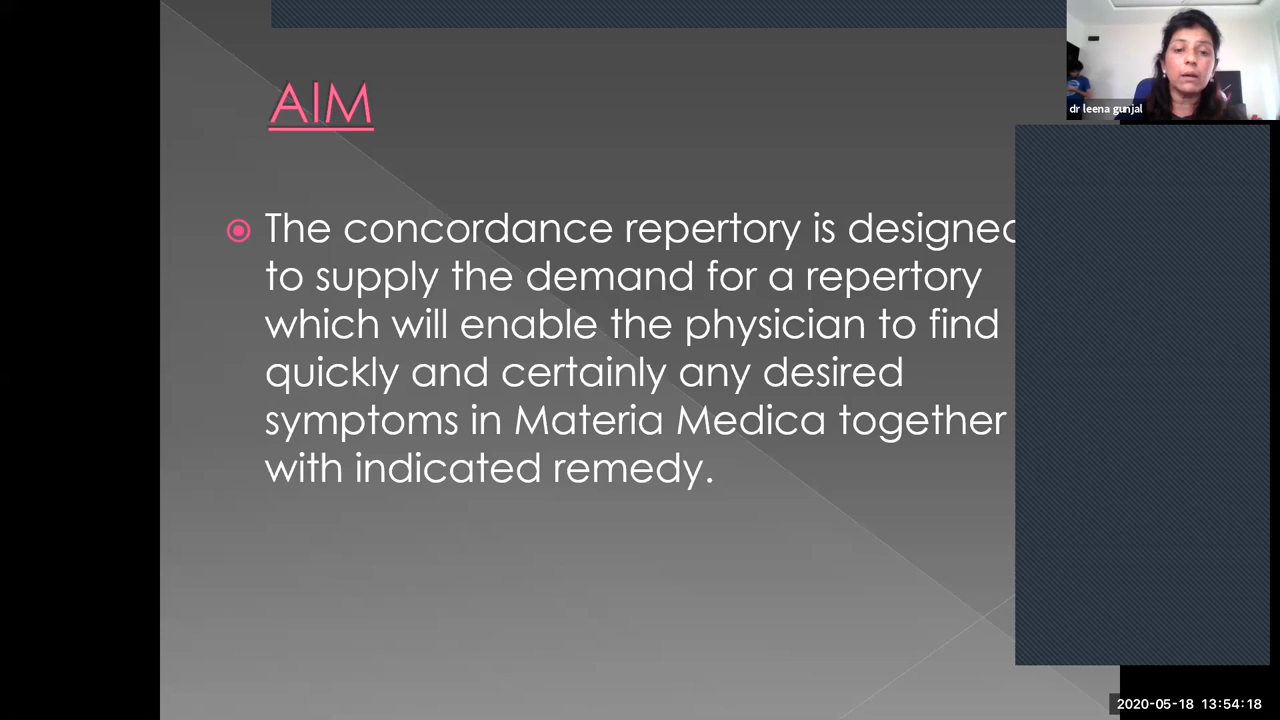 AIM
The concordance repertory is designed
to supply the demand for a repertory
which will enable the physician to find
quickly and certainly any desired
symptoms in Materia Medica together
with indicated remedy.
dr leena gunjal
2020-05-18 13:54:18